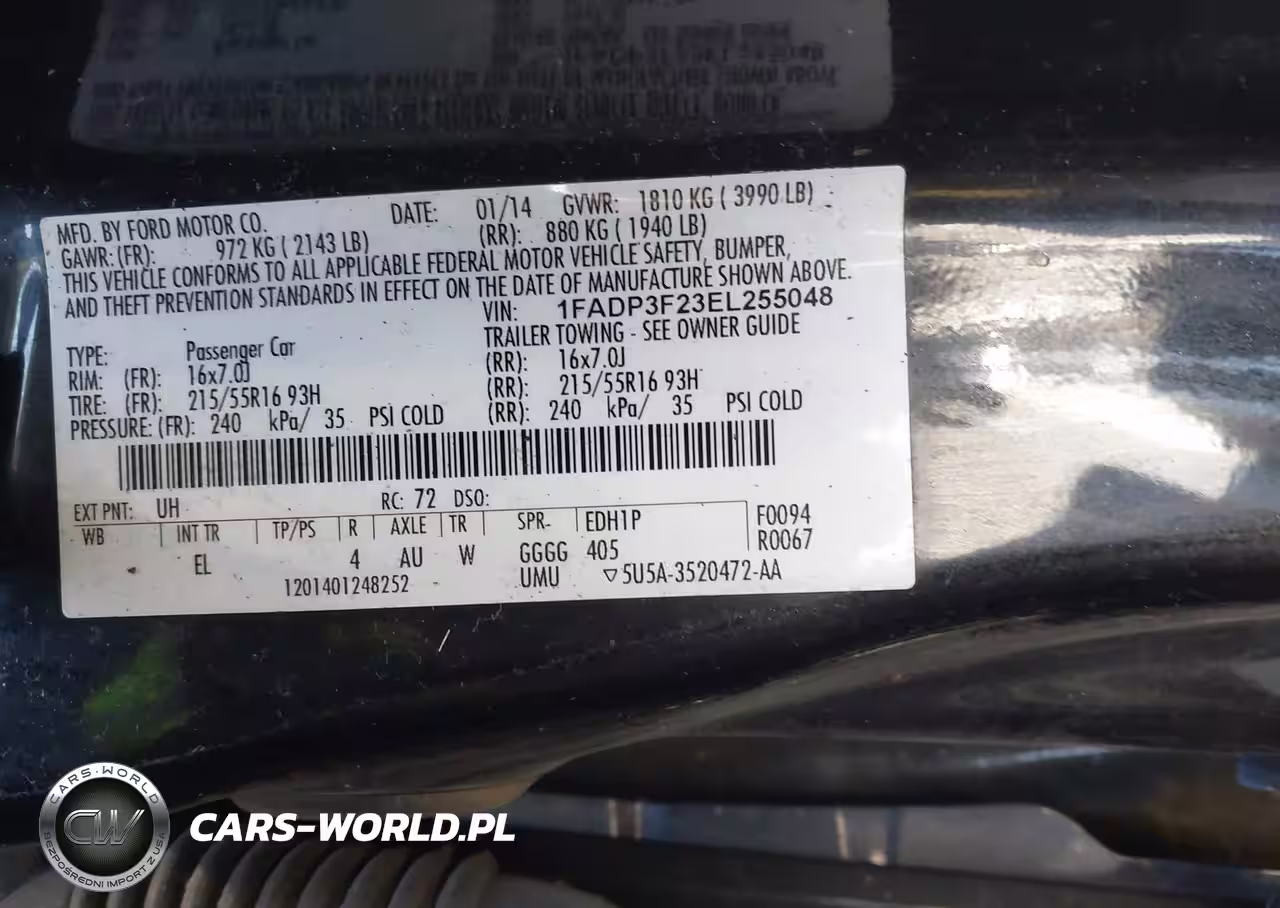 MFD. BY FORD MOTOR CO. DATE: 01/14 GVWR: 1810 KG ( 3990 LB)
GAWR: (FR): 972 KG ( 2143 LB) (RR): 880 KG ( 1940 LB)
THIS VEHICLE CONFORMS TO ALL APPLICABLE FEDERAL MOTOR VEHICLE SAFETY, BUMPER,
AND THEFT PREVENTION STANDARDS IN EFFECT ON THE DATE OF MANUFACTURE SHOWN ABOVE.
VIN: 1FADP3F23EL255048
TYPE: Passenger Car TRAILER TOWING - SEE OWNER GUIDE
RIM: (FR): 16x7.0J (RR): 16x7.0J
TIRE: (FR): 215/55R16 93H (RR): 215/55R16 93H
PRESSURE: (FR): 240 kPa/ 35 PSI COLD (RR): 240 kPa/ 35 PSI COLD
EXT PNT: UH RC: 72 DSO:
WB INT TR TP/PS R AXLE TR SPR EDH1P F0094
EL 4 AU W GGGG 405 R0067
1201401248252 UMU ▽5U5A-3520472-AA
CARS-WORLD
CW
BEZPOŚREDNI IMPORT Z USA
CARS-WORLD.PL